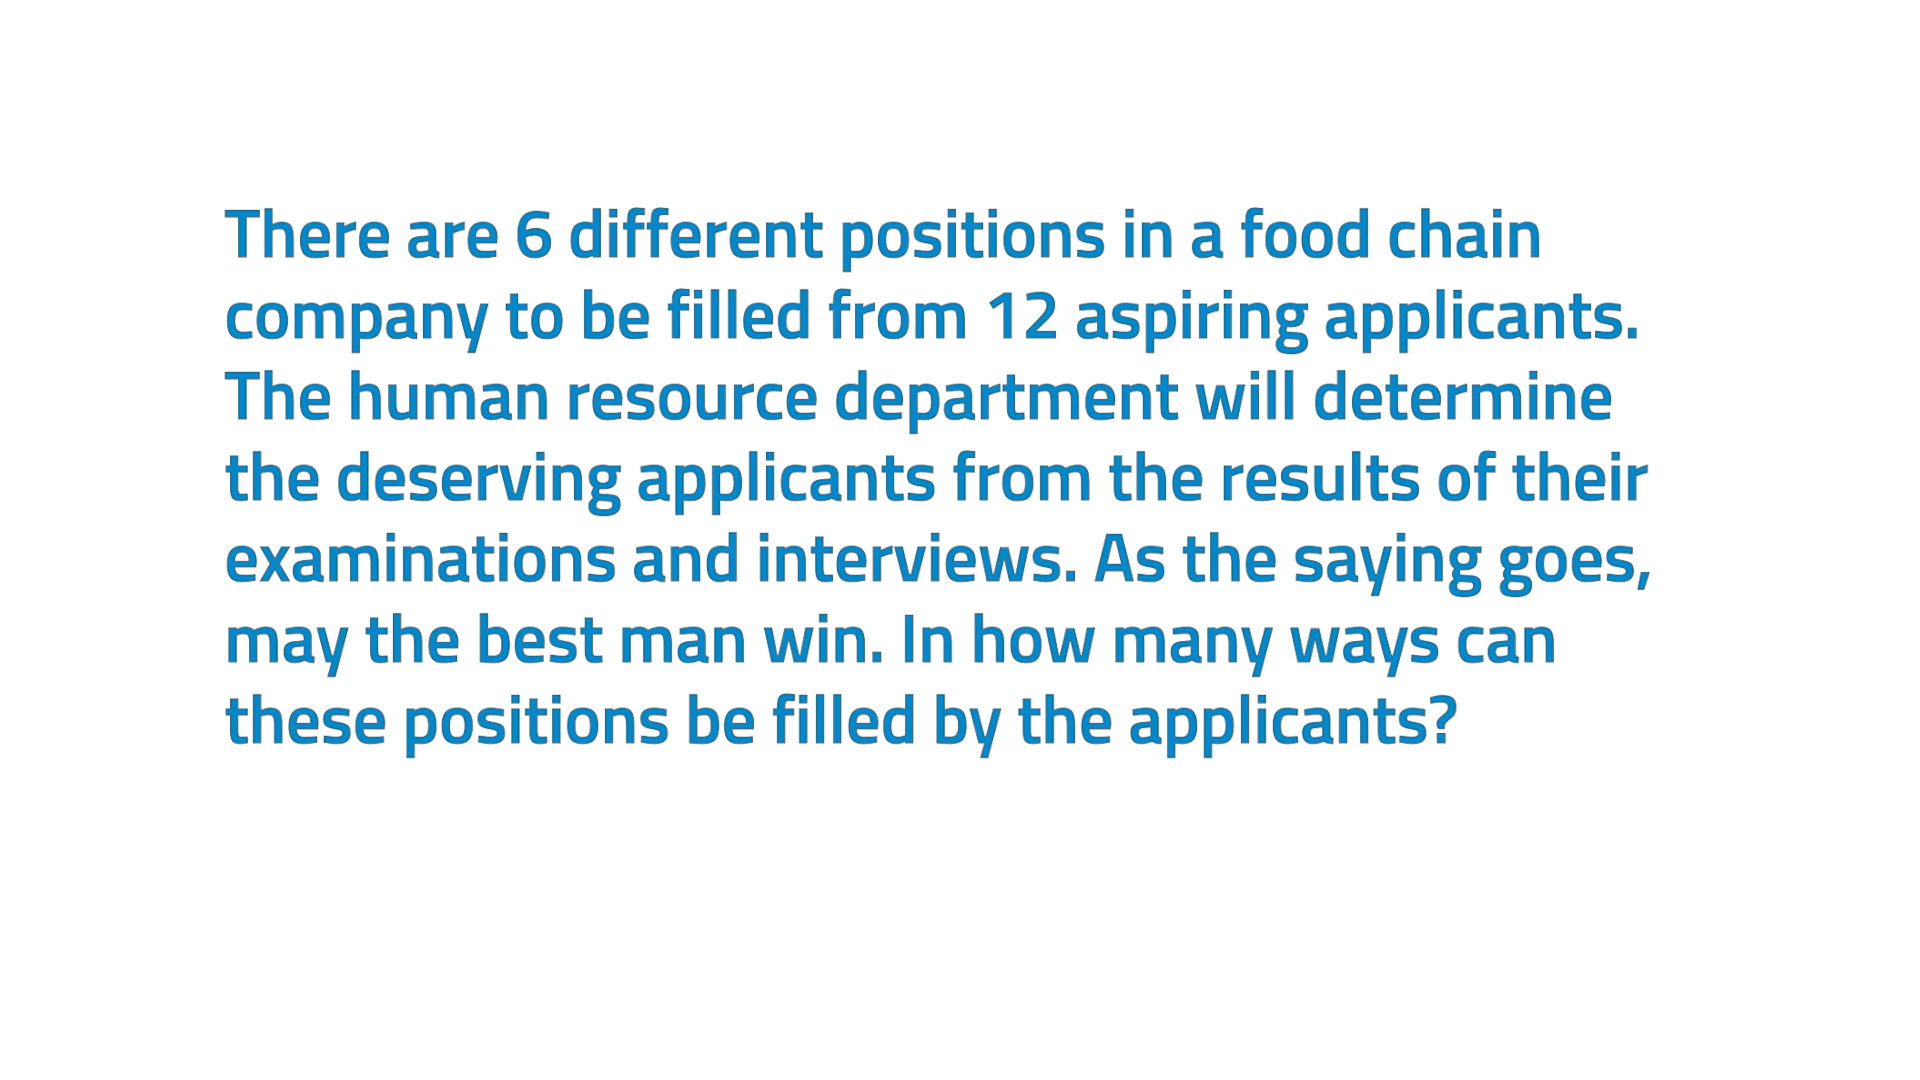 There are 6 different positions in a food chain
company to be filled from 12 aspiring applicants.
The human resource department will determine
the deserving applicants from the results of their
examinations and interviews. As the saying goes,
may the best man win. In how many ways can
these positions be filled by the applicants?